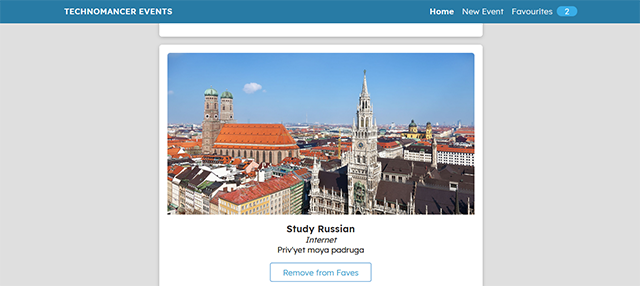 TECHNOMANCER EVENTS
Home New Event Favourites 2
Study Russian
Internet
Priv'yet moya padruga
Remove from Faves